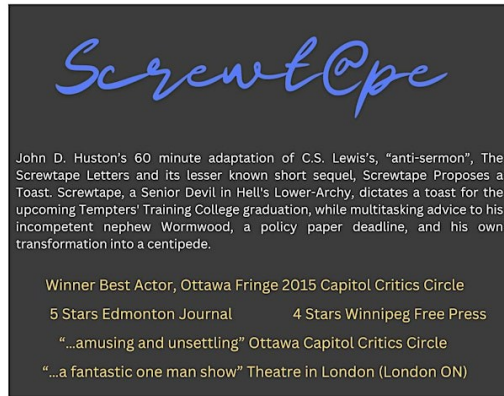 Screwt@pe
John D. Huston's 60 minute adaptation of C.S. Lewis's, "anti-sermon", The
Screwtape Letters and its lesser known short sequel, Screwtape Proposes a
Toast. Screwtape, a Senior Devil in Hell's Lower-Archy, dictates a toast for the
upcoming Tempters' Training College graduation, while multitasking advice to his
incompetent nephew Wormwood, a policy paper deadline, and his own
transformation into a centipede.
Winner Best Actor, Ottawa Fringe 2015 Capitol Critics Circle
5 Stars Edmonton Journal 4 Stars Winnipeg Free Press
"...amusing and unsettling" Ottawa Capitol Critics Circle
"...a fantastic one man show" Theatre in London (London ON)